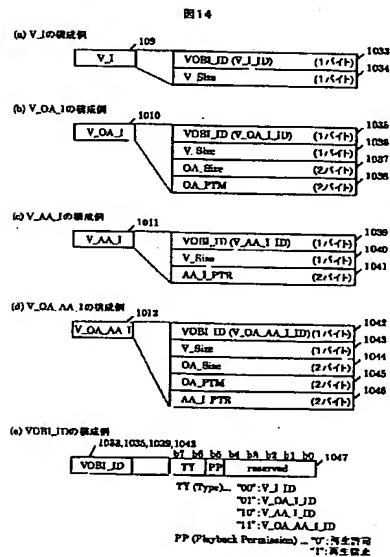 図14
(a) V_Iの構成例
109
V_I
VOBI_ID (V_I_ID) (1バイト) 1033
V_Size (1バイト) 1034
(b) V_OA_Iの構成例
1010
V_OA_I
VOBI_ID (V_OA_I_ID) (1バイト) 1035
V_Size (1バイト) 1036
OA_Size (2バイト) 1037
OA_PTM (2バイト) 1038
(c) V_AA_Iの構成例
1011
V_AA_I
VOBI_ID (V_AA_I_ID) (1バイト) 1039
V_Size (1バイト) 1040
AA_I_PTR (2バイト) 1041
(d) V_OA_AA_Iの構成例
1012
V_OA_AA_I
VOBI_ID (V_OA_AA_I_ID) (1バイト) 1042
V_Size (1バイト) 1043
OA_Size (2バイト) 1044
OA_PTM (2バイト) 1045
AA_I_PTR (2バイト) 1046
(e) VOBI_IDの構成例
1033,1035,1039,1042
b7 b6 b5 b4 b3 b2 b1 b0
VOBI_ID TY PP reserved 1047
TY (Type)... "00":V_I_ID
"01":V_OA_I_ID
"10":V_AA_I_ID
"11":V_OA_AA_I_ID
PP (Playback Permission)... "0":再生許可
"1":再生禁止